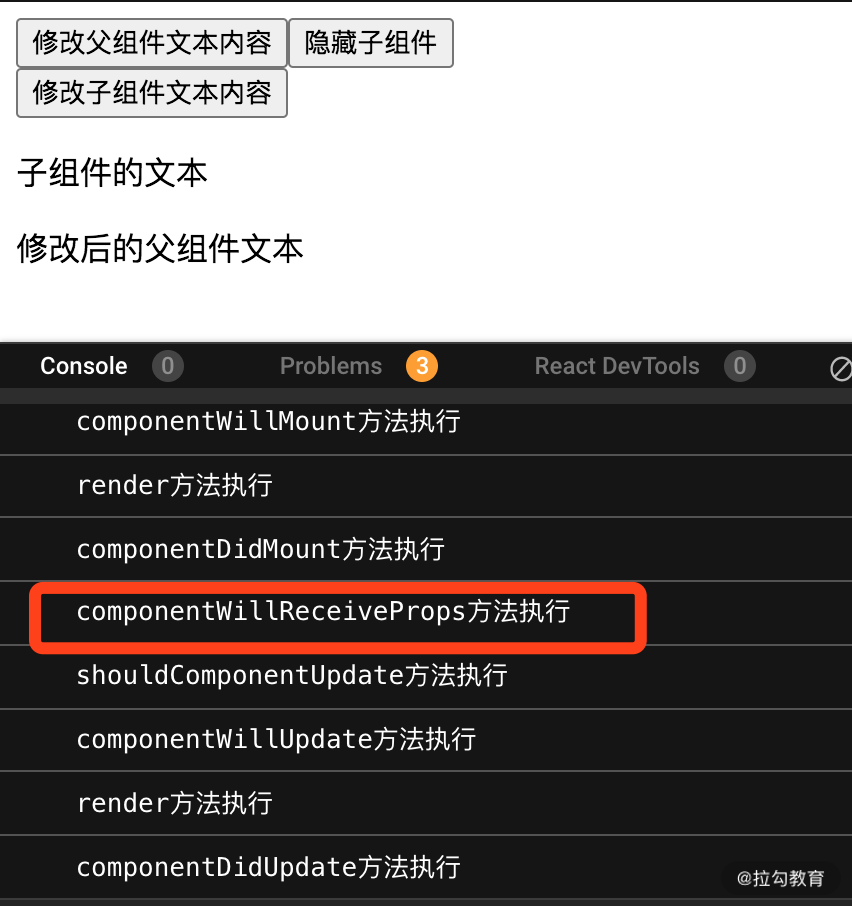 修改父组件文本内容 隐藏子组件
修改子组件文本内容
子组件的文本
修改后的父组件文本
Console 0 Problems 3 React DevTools 0
componentWillMount方法执行
render方法执行
componentDidMount方法执行
componentWillReceiveProps方法执行
shouldComponentUpdate方法执行
componentWillUpdate方法执行
render方法执行
componentDidUpdate方法执行
@拉勾教育